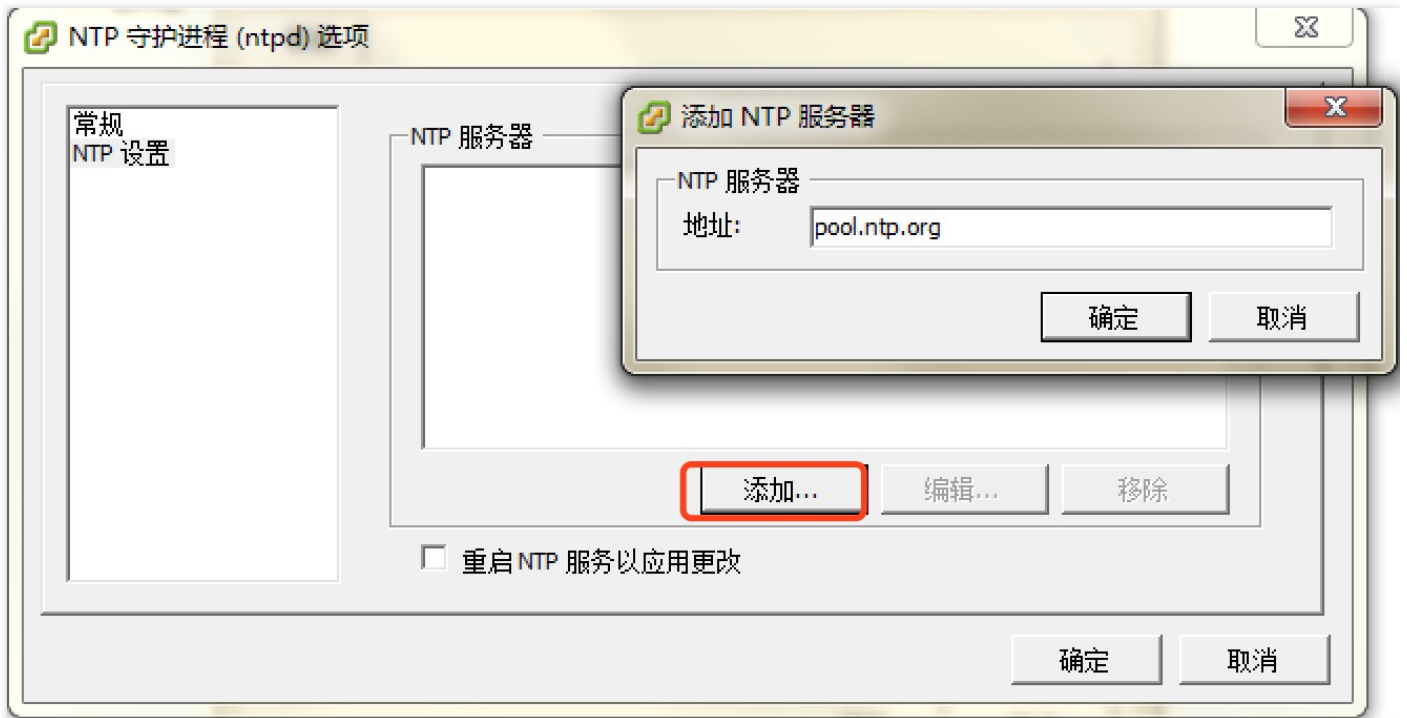 NTP 守护进程 (ntpd) 选项
常规
NTP 设置
NTP 服务器
添加...
编辑...
移除
重启 NTP 服务以应用更改
确定
取消
添加 NTP 服务器
NTP 服务器
地址:
pool.ntp.org
确定
取消